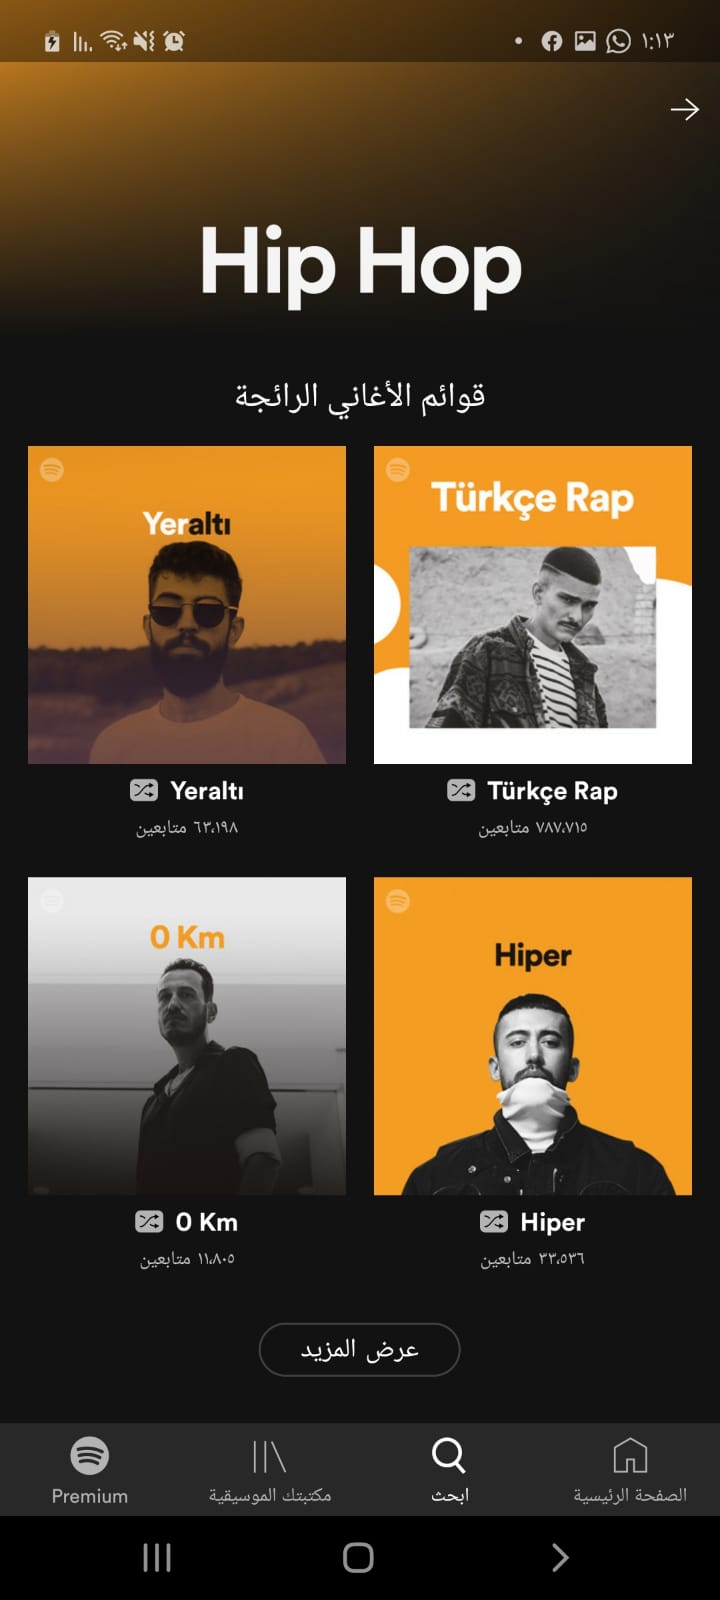 ١:١٣
Hip Hop
قوائم الأغاني الرائجة
Türkçe Rap
Yeraltı
Türkçe Rap
Yeraltı
٧٨٧،٧١٥ متابعين
٦٣،١٩٨ متابعين
Hiper
0 Km
Hiper
0 Km
٣٣،٥٣٦ متابعين
١١،٨٠٥ متابعين
عرض المزيد
الصفحة الرئيسية
ابحث
مكتبتك الموسيقية
Premium